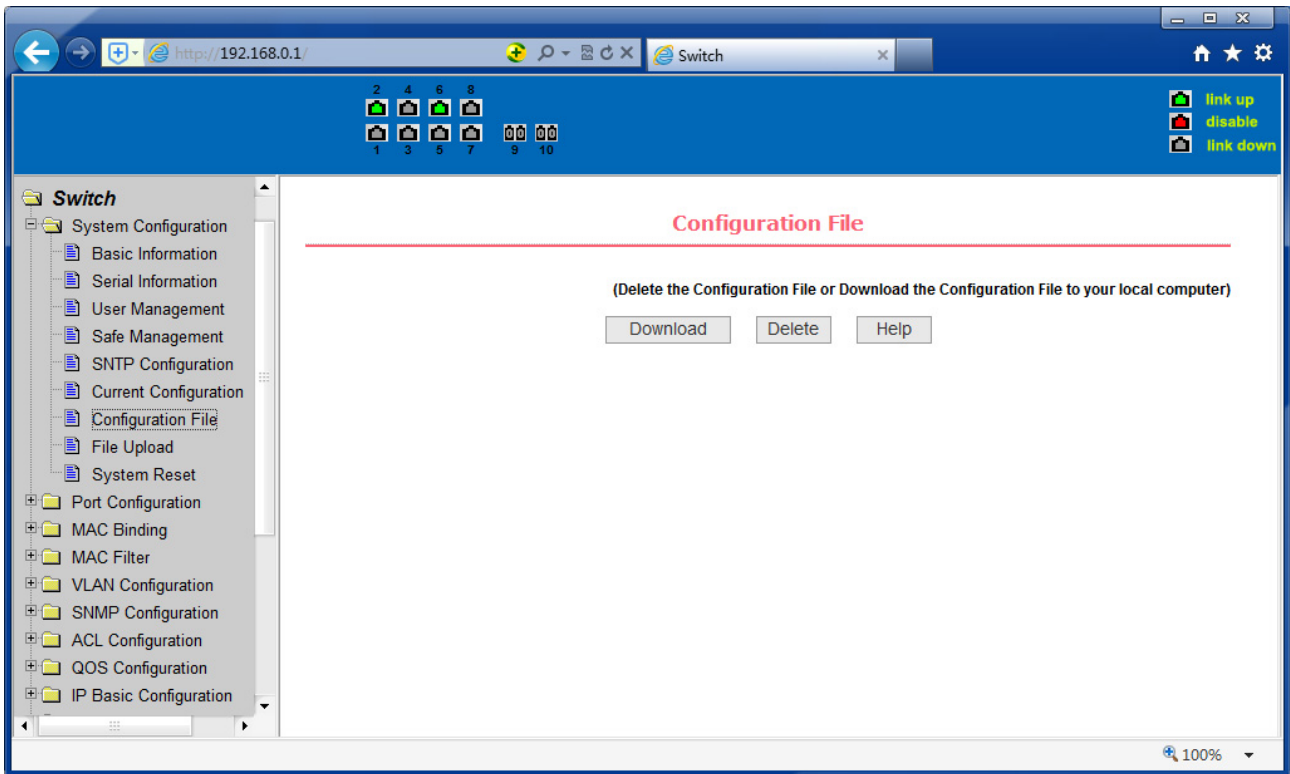 http://192.168.0.1/
Switch
2 4 6 8
1 3 5 7 9 10
link up
disable
link down
Switch
System Configuration
Basic Information
Serial Information
User Management
Safe Management
SNTP Configuration
Current Configuration
Configuration File
File Upload
System Reset
Port Configuration
MAC Binding
MAC Filter
VLAN Configuration
SNMP Configuration
ACL Configuration
QOS Configuration
IP Basic Configuration
Configuration File
(Delete the Configuration File or Download the Configuration File to your local computer)
Download Delete Help
100%